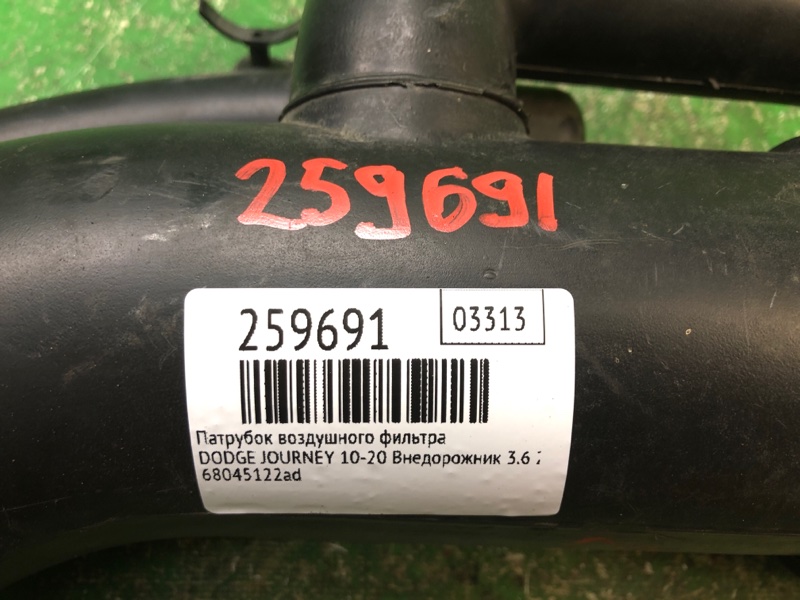 259691
259691 03313
Патрубок воздушного фильтра
DODGE JOURNEY 10-20 Внедорожник 3.6
68045122ad